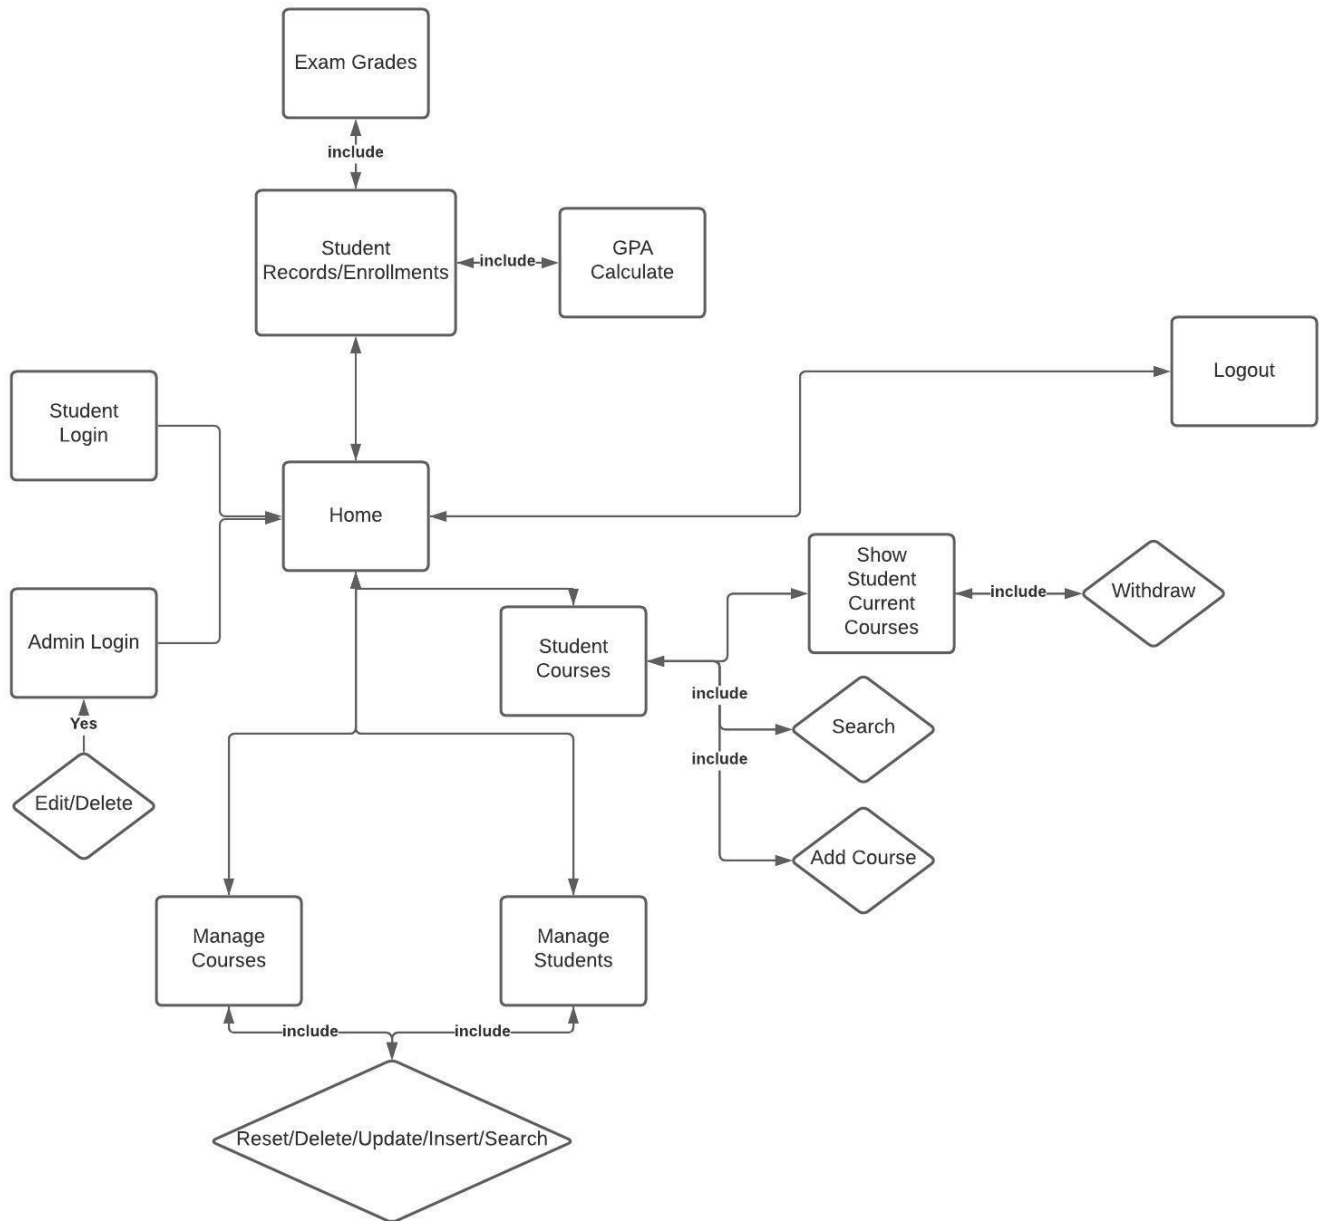 Exam Grades
include
Student
Records/Enrollments
include
GPA
Calculate
Logout
Student
Login
Home
Show
Student
Current
Courses
include
Withdraw
Admin Login
Student
Courses
include
Search
Yes
include
Edit/Delete
Add Course
Manage
Courses
Manage
Students
include
include
Reset/Delete/Update/Insert/Search